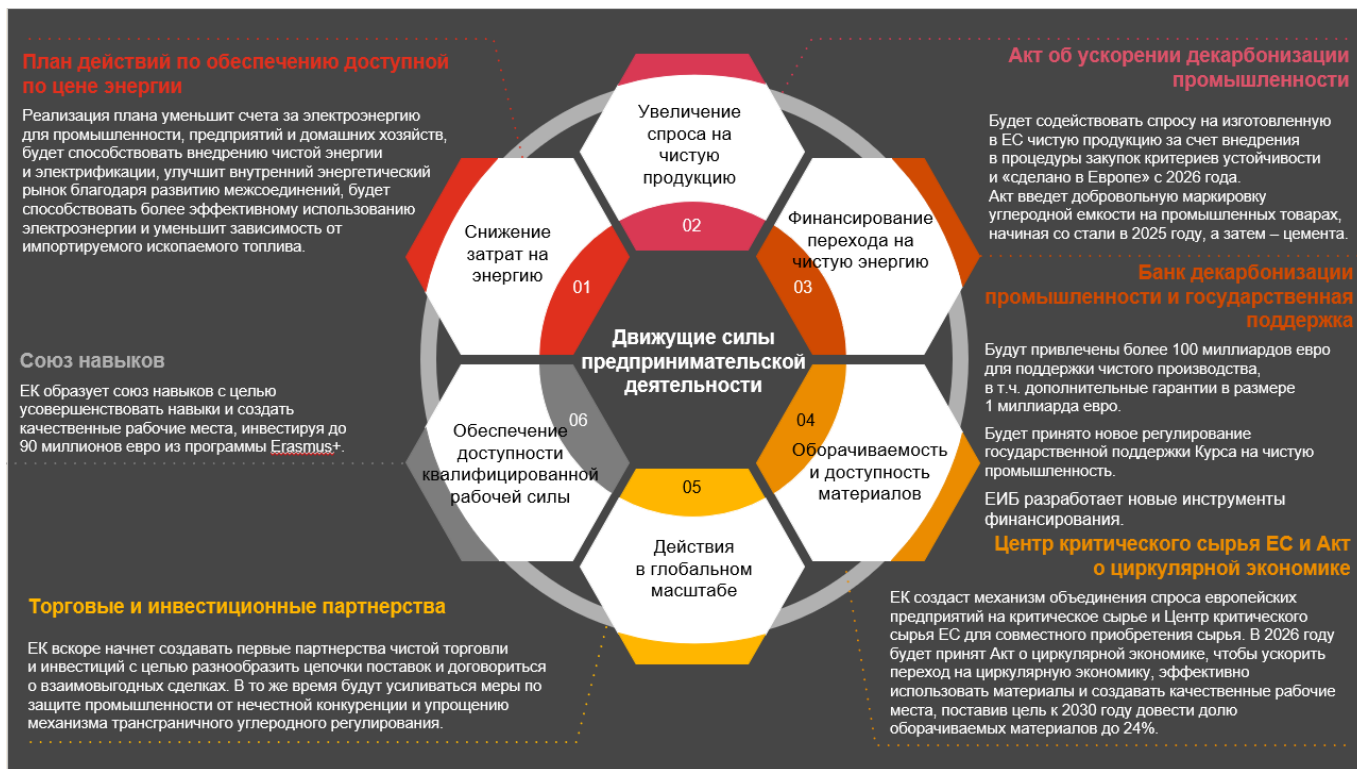 План действий по обеспечению доступной
по цене энергии
Реализация плана уменьшит счета за электроэнергию
для промышленности, предприятий и домашних хозяйств,
будет способствовать внедрению чистой энергии
и электрификации, улучшит внутренний энергетический
рынок благодаря развитию межсоединений, будет
способствовать более эффективному использованию
электроэнергии и уменьшит зависимость от
импортируемого ископаемого топлива.
Союз навыков
ЕК образует союз навыков с целью
усовершенствовать навыки и создать
качественные рабочие места, инвестируя до
90 миллионов евро из программы Erasmus+.
Торговые и инвестиционные партнерства
ЕК вскоре начнет создавать первые партнерства чистой торговли
и инвестиций с целью разнообразить цепочки поставок и договориться
о взаимовыгодных сделках. В то же время будут усиливаться меры по
защите промышленности от нечестной конкуренции и упрощению
механизма трансграничного углеродного регулирования.
Снижение
затрат на
энергию
01
Увеличение
спроса на
чистую
продукцию
02
Финансирование
перехода на
чистую энергию
03
Движущие силы
предпринимательской
деятельности
04
Оборачиваемость
и доступность
материалов
05
Действия
в глобальном
масштабе
06
Обеспечение
доступности
квалифицированной
рабочей силы
Акт об ускорении декарбонизации
промышленности
Будет содействовать спросу на изготовленную
в ЕС чистую продукцию за счет внедрения
в процедуры закупок критериев устойчивости
и «сделано в Европе» с 2026 года.
Акт введет добровольную маркировку
углеродной емкости на промышленных товарах,
начиная со стали в 2025 году, а затем – цемента.
Банк декарбонизации
промышленности и государственная
поддержка
Будут привлечены более 100 миллиардов евро
для поддержки чистого производства,
в т.ч. дополнительные гарантии в размере
1 миллиарда евро.
Будет принято новое регулирование
государственной поддержки Курса на чистую
промышленность.
ЕИБ разработает новые инструменты
финансирования.
Центр критического сырья ЕС и Акт
о циркулярной экономике
ЕК создаст механизм объединения спроса европейских
предприятий на критическое сырье и Центр критического
сырья ЕС для совместного приобретения сырья. В 2026 году
будет принят Акт о циркулярной экономике, чтобы ускорить
переход на циркулярную экономику, эффективно
использовать материалы и создавать качественные рабочие
места, поставив цель к 2030 году довести долю
оборачиваемых материалов до 24%.